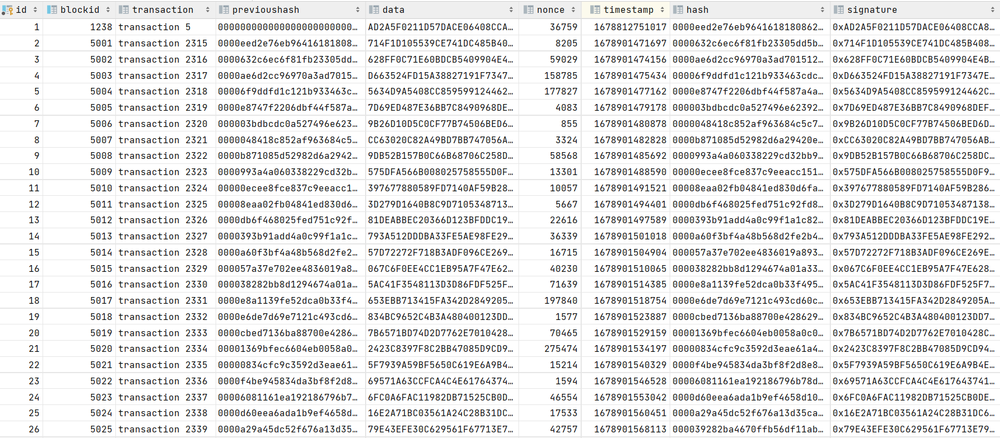 id blockid transaction previoushash data nonce timestamp hash signature
1 1238 transaction 5 00000000000000000000000… AD2A5F0211D57DACE06408CCA… 36759 1678812751017 0000eed2e76eb9641618180862… 0xAD2A5F0211D57DACE06408CCA8…
2 5001 transaction 2315 0000eed2e76eb96416181808… 714F1D105539CE741DC485B40… 8205 1678901471697 0000632c6ec6f81fb23305dd5b… 0x714F1D105539CE741DC485B408…
3 5002 transaction 2316 0000632c6ec6f81fb23305dd… 628FF0C71E60BDCB5409904E4… 59029 1678901474156 0000ae6d2cc96970a3ad701512… 0x628FF0C71E60BDCB5409904E4B…
4 5003 transaction 2317 0000ae6d2cc96970a3ad7015… D663524FD15A38827191F7347… 158785 1678901475434 00006f9ddfd1c121b933463cdc… 0xD663524FD15A38827191F7347E…
5 5004 transaction 2318 00006f9ddfd1c121b933463c… 5634D9A5408CC859599124462… 177827 1678901477162 0000e8747f2206dbf44f587a4a… 0x5634D9A5408CC859599124462C…
6 5005 transaction 2319 0000e8747f2206dbf44f587a… 7D69ED487E36BB7C8490968DE… 4083 1678901479178 000003bdbcdc0a527496e62392… 0x7D69ED487E36BB7C8490968DEF…
7 5006 transaction 2320 000003bdbcdc0a527496e623… 9B26D10D5C0CF77B74506BED6… 855 1678901480878 0000048418c852af963684c5c7… 0x9B26D10D5C0CF77B74506BED6D…
8 5007 transaction 2321 0000048418c852af963684c5… CC63020C82A49BD7BB747056A… 3324 1678901482828 0000b871085d52982d6a29420e… 0xCC63020C82A49BD7BB747056AB…
9 5008 transaction 2322 0000b871085d52982d6a2942… 9DB52B157B0C66B68706C258D… 58568 1678901485692 0000993a4a060338229cd32bb9… 0x9DB52B157B0C66B68706C258DC…
10 5009 transaction 2323 0000993a4a060338229cd32b… 575DFA566B008025758555D0F… 13301 1678901488590 00000ecee8fce837c9eeacc151… 0x575DFA566B008025758555D0F9…
11 5010 transaction 2324 00000ecee8fce837c9eeacc1… 397677880589FD7140AF59B28… 10057 1678901491521 00008eaa02fb04841ed830d6fa… 0x397677880589FD7140AF59B286…
12 5011 transaction 2325 00008eaa02fb04841ed830d6… 3D279D1640B8C9D7105348713… 5667 1678901494401 0000db6f468025fed751c92fd8… 0x3D279D1640B8C9D71053487138…
13 5012 transaction 2326 0000db6f468025fed751c92f… 81DEABBEC20366D123BFDDC19… 22616 1678901497589 0000393b91add4a0c99f1a1c82… 0x81DEABBEC20366D123BFDDC19E…
14 5013 transaction 2327 0000393b91add4a0c99f1a1c… 793A512DDDBA33FE5AE98FE29… 36339 1678901501018 0000a60f3bf4a48b568d2fe2b4… 0x793A512DDDBA33FE5AE98FE292…
15 5014 transaction 2328 0000a60f3bf4a48b568d2fe2… 57D72272F718B3ADF096CE269… 16715 1678901504904 000057a37e702ee4836019a893… 0x57D72272F718B3ADF096CE269E…
16 5015 transaction 2329 000057a37e702ee4836019a8… 067C6F0EE4CC1EB95A7F47E62… 40230 1678901510065 000038282bb8d1294674a01a33… 0x067C6F0EE4CC1EB95A7F47E628…
17 5016 transaction 2330 000038282bb8d1294674a01a… 5AC41F3548113D3D86FDF525F… 71639 1678901514385 0000e8a1139fe52dca0b33f495… 0x5AC41F3548113D3D86FDF525F7…
18 5017 transaction 2331 0000e8a1139fe52dca0b33f4… 653EBB713415FA342D2849205… 197840 1678901518754 0000e6de7d69e7121c493cd60c… 0x653EBB713415FA342D2849205A…
19 5018 transaction 2332 0000e6de7d69e7121c493cd6… 834BC9652C4B3A480400123DD… 1577 1678901523887 0000cbed7136ba88700e428629… 0x834BC9652C4B3A480400123DD7…
20 5019 transaction 2333 0000cbed7136ba88700e4286… 7B6571BD74D2D7762E7010428… 70465 1678901529159 00001369bfec6604eb0058a0c0… 0x7B6571BD74D2D7762E7010428C…
21 5020 transaction 2334 00001369bfec6604eb0058a0… 2423C8397F8C2BB47085D9CD9… 275474 1678901534197 00000834cfc9c3592d3eae61a4… 0x2423C8397F8C2BB47085D9CD94…
22 5021 transaction 2335 00000834cfc9c3592d3eae61… 5F7939A59BF5650C619E6A9B4… 15214 1678901540329 0000f4be945834da3bf8f2d8e8… 0x5F7939A59BF5650C619E6A9B4E…
23 5022 transaction 2336 0000f4be945834da3bf8f2d8… 69571A63CCFCA4C4E61764374… 1594 1678901546528 00006081161ea192186796b78d… 0x69571A63CCFCA4C4E617643741…
24 5023 transaction 2337 00006081161ea192186796b7… 6FC0A6FAC11982DB71525CB0D… 46554 1678901553042 0000d60eea6ada1b9ef4658d10… 0x6FC0A6FAC11982DB71525CB0DE…
25 5024 transaction 2338 0000d60eea6ada1b9ef4658d… 16E2A71BC03561A24C28B31DC… 17533 1678901560451 0000a29a45dc52f676a13d35ca… 0x16E2A71BC03561A24C28B31DC6…
26 5025 transaction 2339 0000a29a45dc52f676a13d35… 79E43EFE30C629561F67713E7… 42757 1678901568113 000039282ba4670ffb56df11ab… 0x79E43EFE30C629561F67713E79…